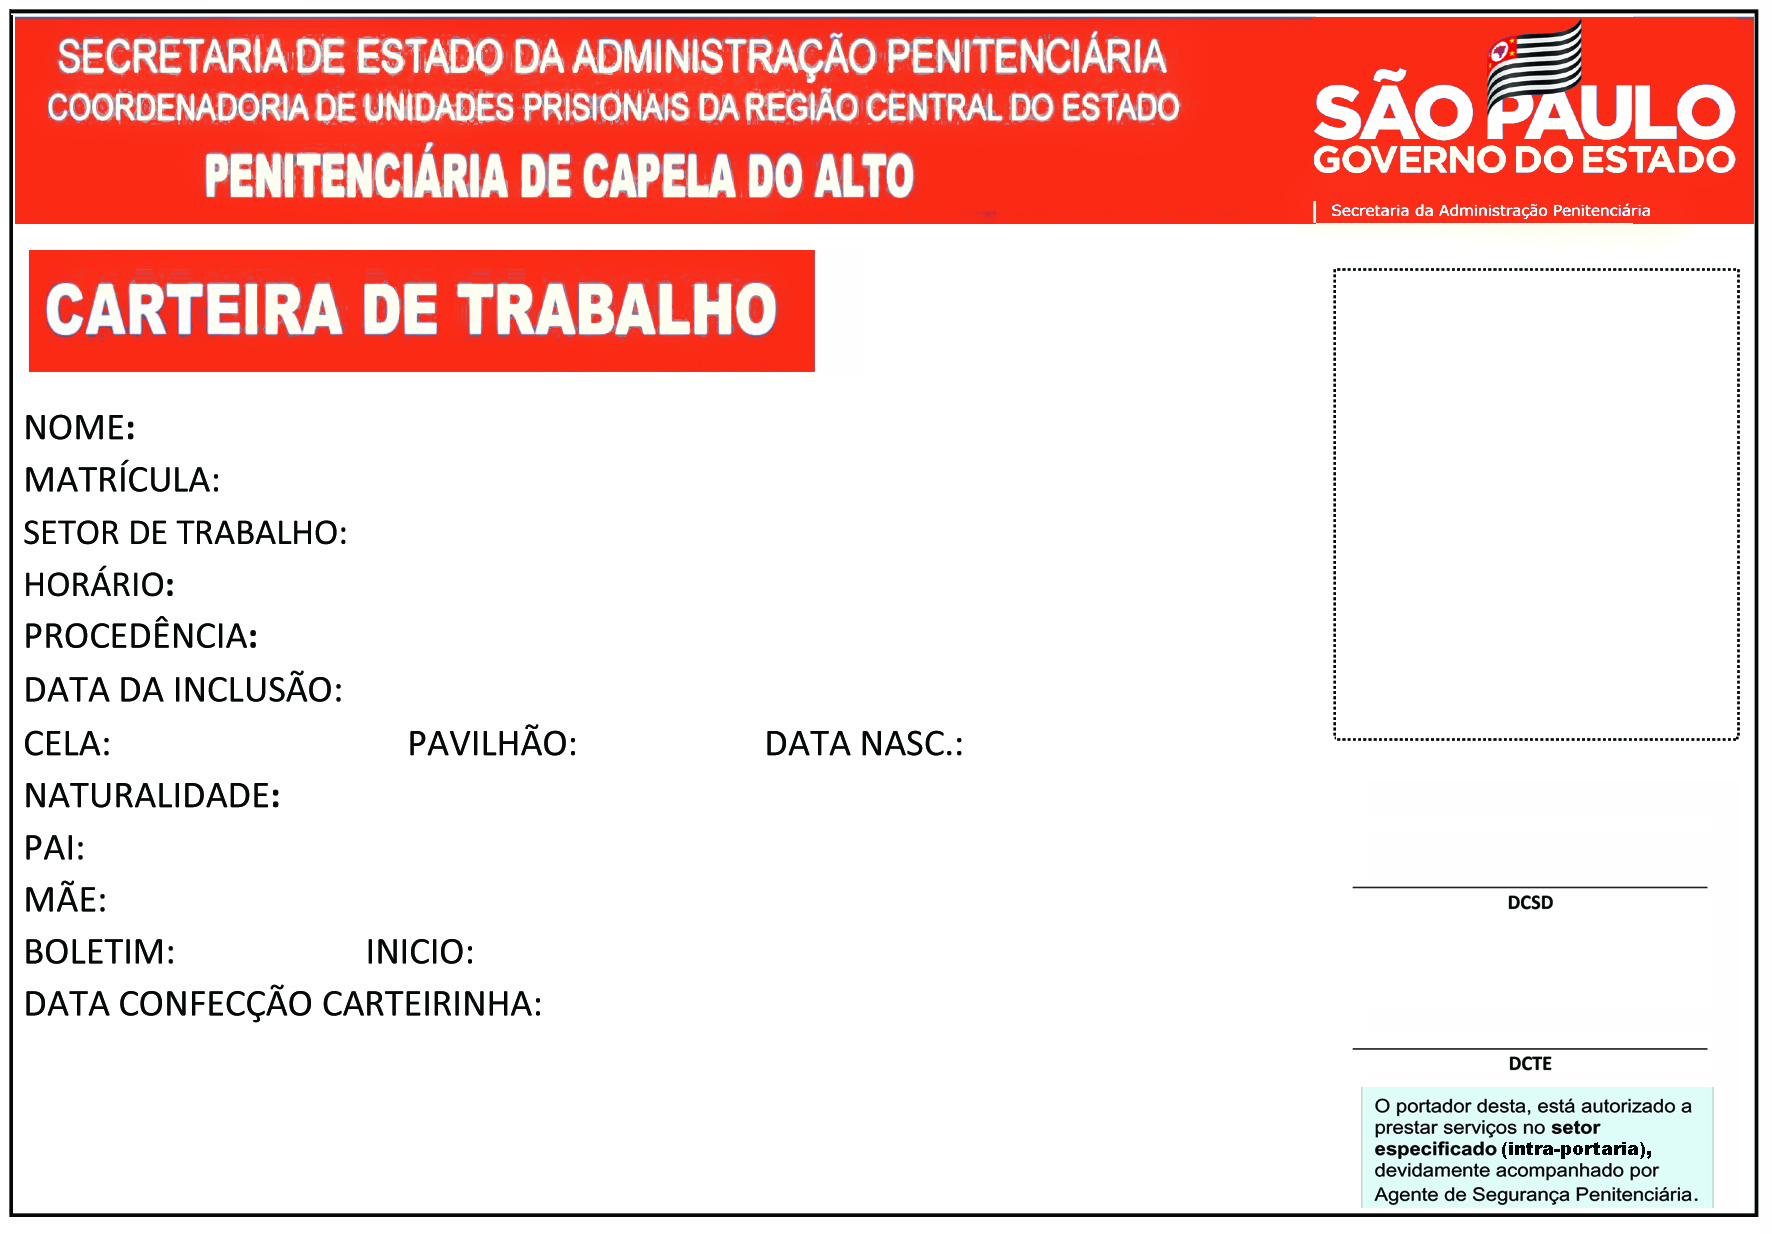 SECRETARIA DE ESTADO DA ADMINISTRAÇÃO PENITENCIÁRIA
COORDENADORIA DE UNIDADES PRISIONAIS DA REGIÃO CENTRAL DO ESTADO
PENITENCIÁRIA DE CAPELA DO ALTO
SÃO PAULO
GOVERNO DO ESTADO
Secretaria da Administração Penitenciária
CARTEIRA DE TRABALHO
NOME:
MATRÍCULA:
SETOR DE TRABALHO:
HORÁRIO:
PROCEDÊNCIA:
DATA DA INCLUSÃO:
CELA: PAVILHÃO: DATA NASC.:
NATURALIDADE:
PAI:
MÃE:
BOLETIM: INICIO:
DATA CONFECÇÃO CARTEIRINHA:
DCSD
DCTE
O portador desta, está autorizado a
prestar serviços no setor
especificado (intra-portaria),
devidamente acompanhado por
Agente de Segurança Penitenciária.